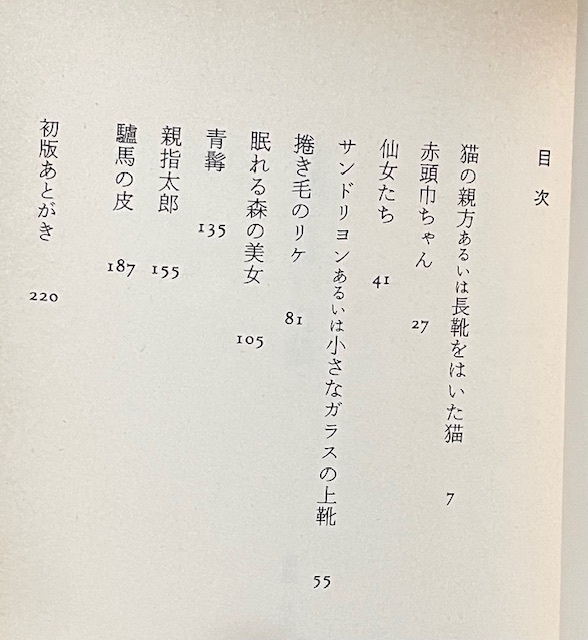 目次
猫の親方あるいは長靴をはいた猫 7
赤頭巾ちゃん 27
仙女たち 41
サンドリヨンあるいは小さなガラスの上靴 55
捲き毛のリケ 81
眠れる森の美女 105
青髯 135
親指太郎 155
驢馬の皮 187
初版あとがき 220